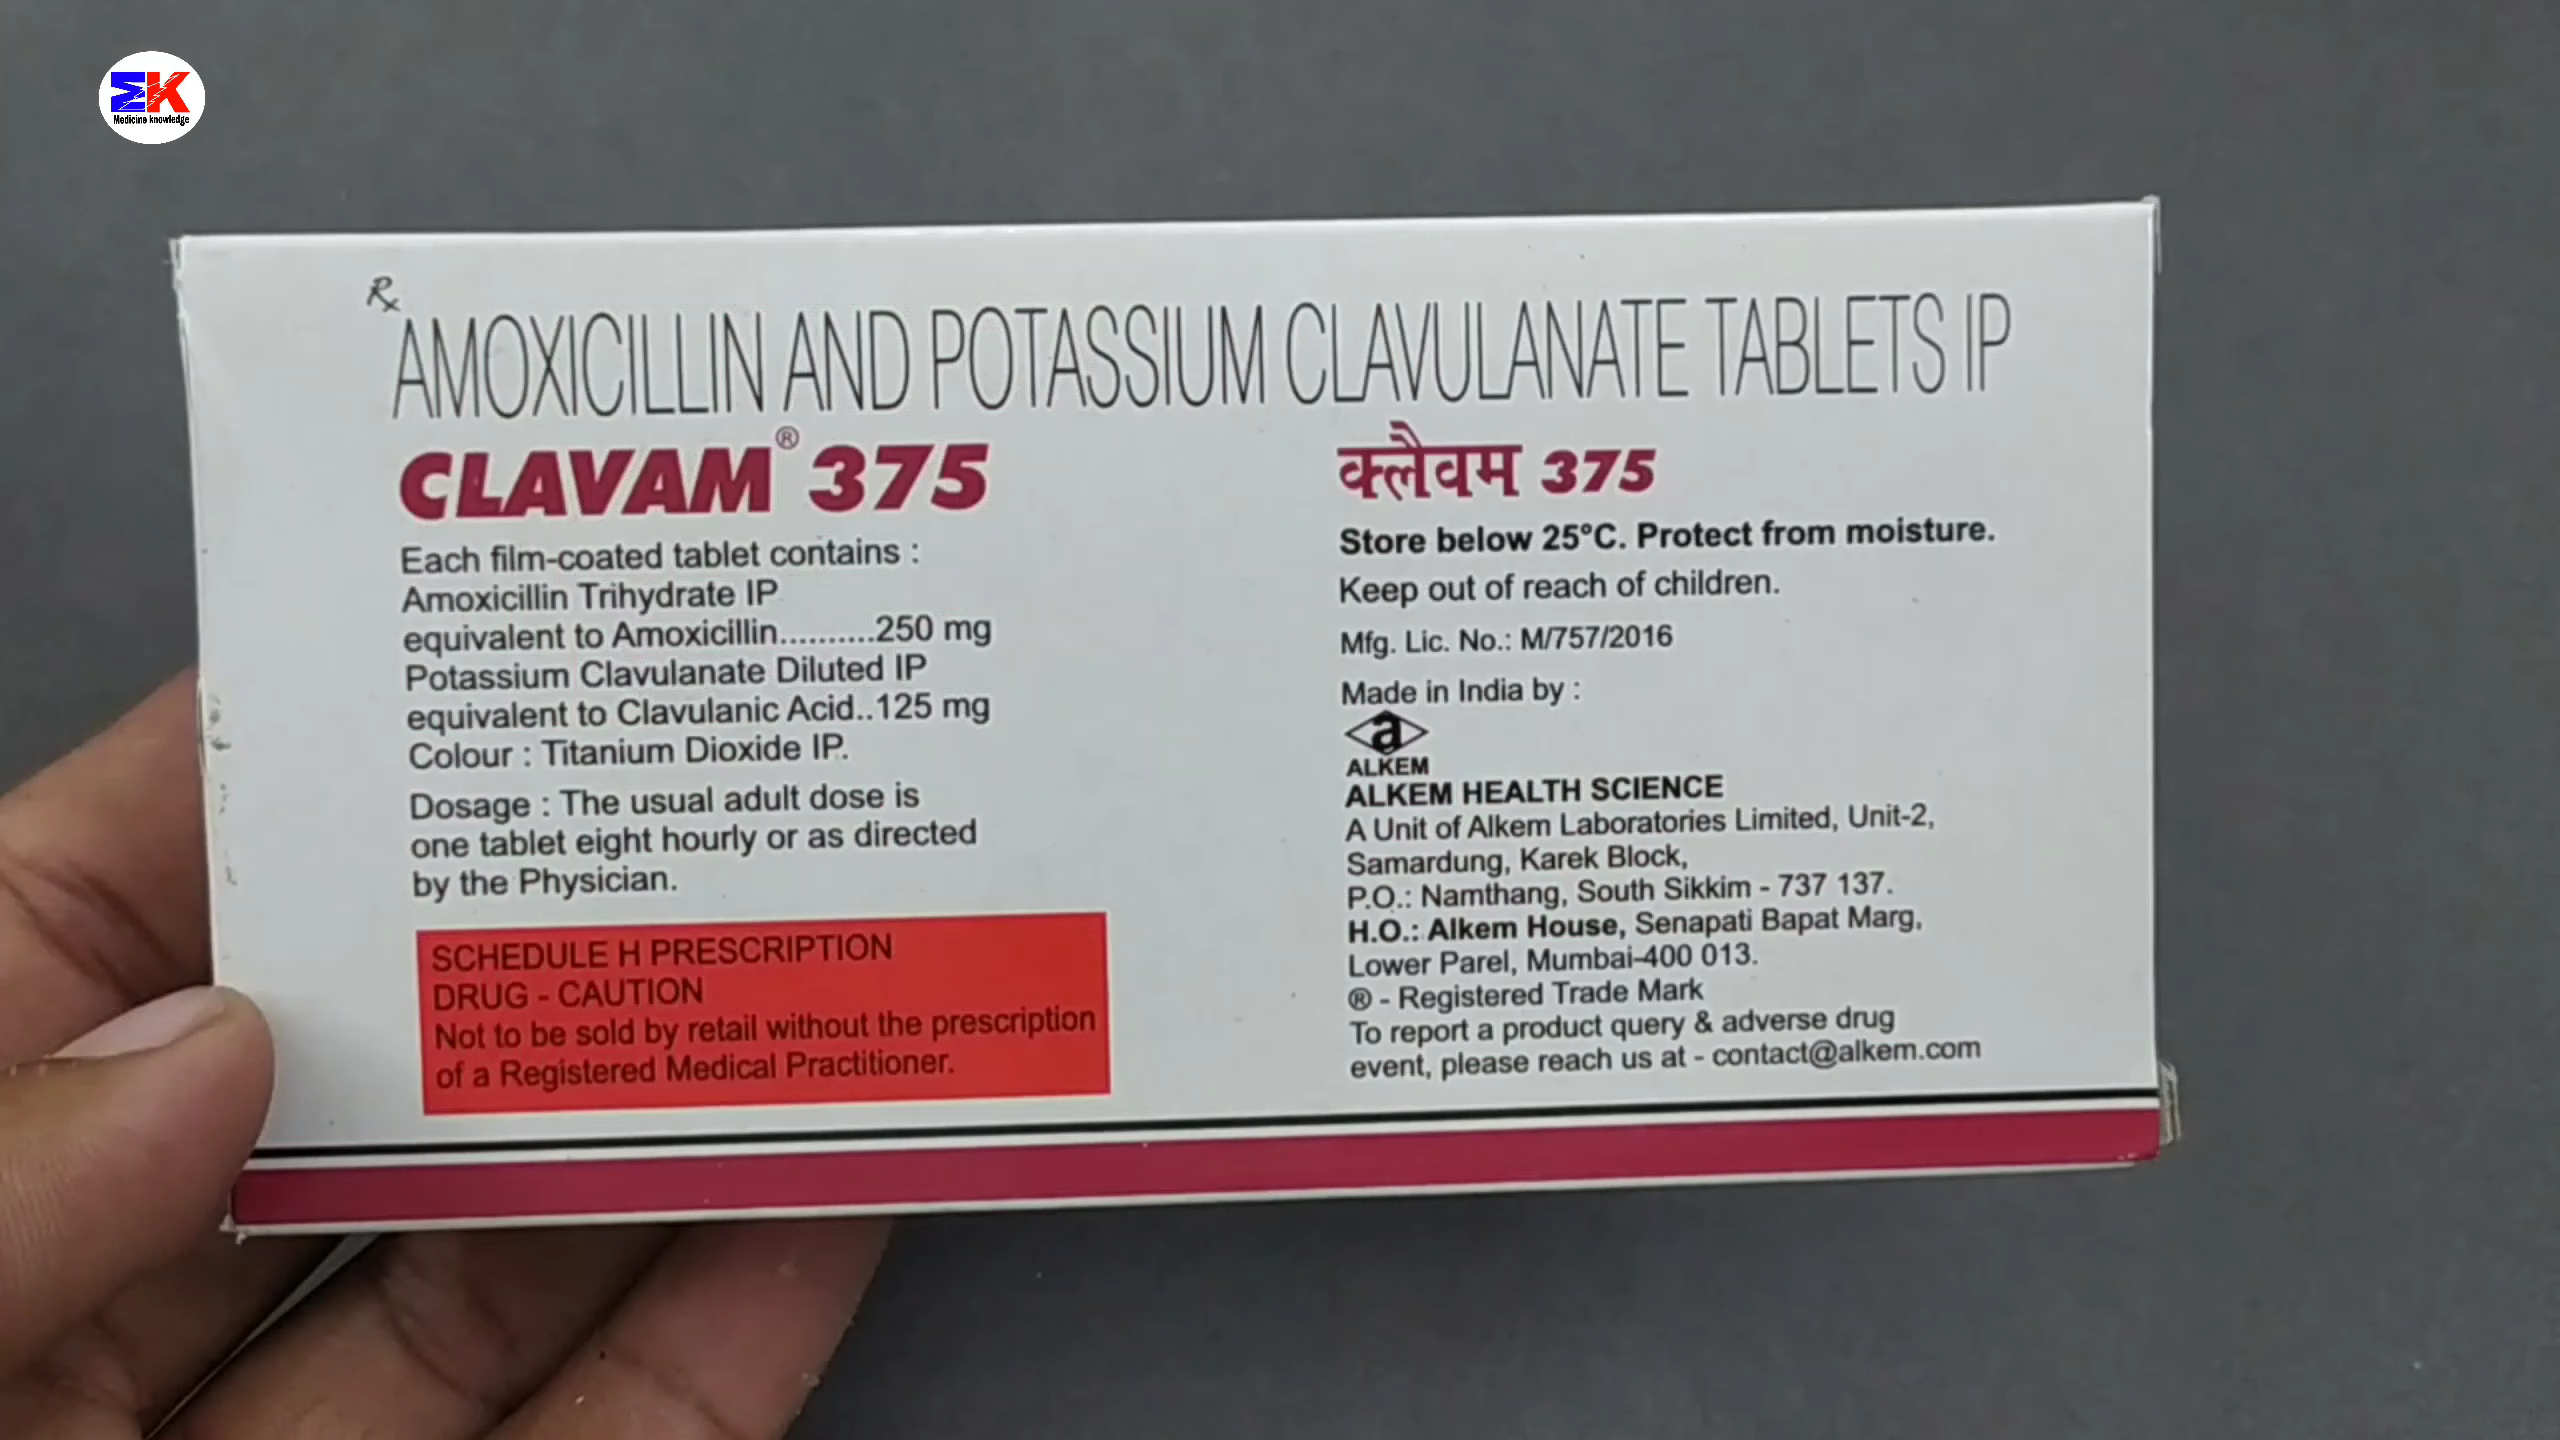 ΣK
Medicine knowledge
Rx
AMOXICILLIN AND POTASSIUM CLAVULANATE TABLETS IP
CLAVAM® 375
Each film-coated tablet contains :
Amoxicillin Trihydrate IP
equivalent to Amoxicillin..........250 mg
Potassium Clavulanate Diluted IP
equivalent to Clavulanic Acid..125 mg
Colour : Titanium Dioxide IP.
Dosage : The usual adult dose is
one tablet eight hourly or as directed
by the Physician.
SCHEDULE H PRESCRIPTION
DRUG - CAUTION
Not to be sold by retail without the prescription
of a Registered Medical Practitioner.
क्लैवम 375
Store below 25°C. Protect from moisture.
Keep out of reach of children.
Mfg. Lic. No.: M/757/2016
Made in India by :
a
ALKEM
ALKEM HEALTH SCIENCE
A Unit of Alkem Laboratories Limited, Unit-2,
Samardung, Karek Block,
P.O.: Namthang, South Sikkim - 737 137.
H.O.: Alkem House, Senapati Bapat Marg,
Lower Parel, Mumbai-400 013.
® - Registered Trade Mark
To report a product query & adverse drug
event, please reach us at - contact@alkem.com